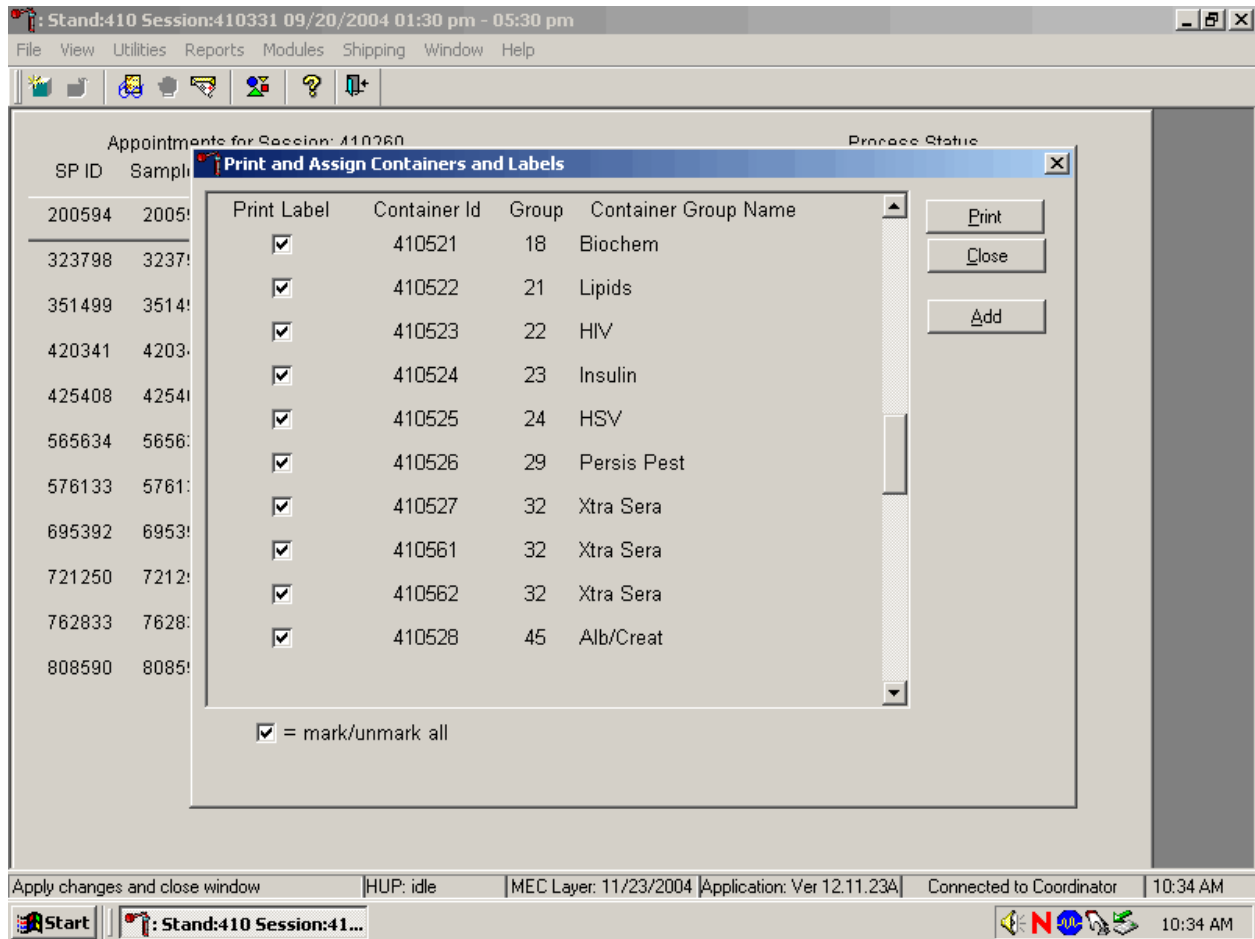 : Stand:410 Session:410331 09/20/2004 01:30 pm - 05:30 pm
File View Utilities Reports Modules Shipping Window Help
Appointments for Session: 410260 Process Status
SP ID Sample
Print and Assign Containers and Labels
Print Label Container Id Group Container Group Name
410521 18 Biochem
410522 21 Lipids
410523 22 HIV
410524 23 Insulin
410525 24 HSV
410526 29 Persis Pest
410527 32 Xtra Sera
410561 32 Xtra Sera
410562 32 Xtra Sera
410528 45 Alb/Creat
= mark/unmark all
Print
Close
Add
200594
323798
351499
420341
425408
565634
576133
695392
721250
762833
808590
Apply changes and close window HUP: idle MEC Layer: 11/23/2004 Application: Ver 12.11.23A Connected to Coordinator 10:34 AM
Start : Stand:410 Session:41... N 10:34 AM